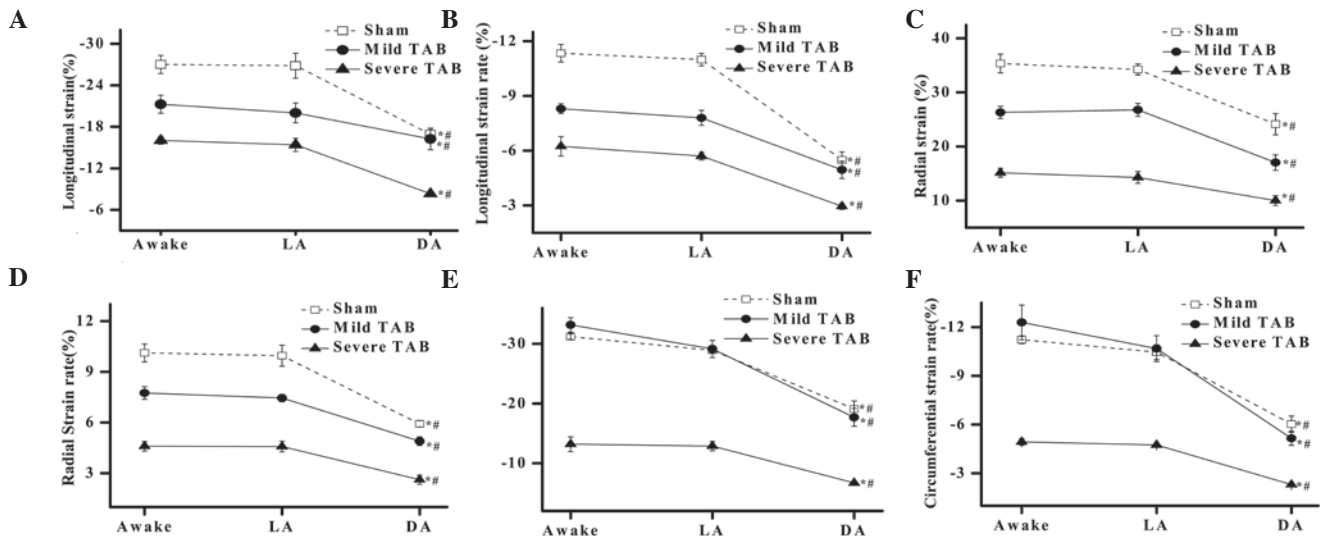 A
Longitudinal strain(%)
-30
-24
-18
-12
-6
Sham
Mild TAB
Severe TAB
*#
*#
*#
Awake LA DA
B
Longitudinal strain rate (%)
-12
-9
-6
-3
Sham
Mild TAB
Severe TAB
*#
*#
*#
Awake LA DA
C
Radial strain (%)
40
30
20
10
Sham
Mild TAB
Severe TAB
*#
*#
*#
Awake LA DA
D
Radial Strain rate(%)
12
9
6
3
Sham
Mild TAB
Severe TAB
*#
*#
*#
Awake LA DA
E
-30
-20
-10
Sham
Mild TAB
Severe TAB
*#
*#
*#
Awake LA DA
F
Circumferential strain rate(%)
-12
-9
-6
-3
Sham
Mild TAB
Severe TAB
*#
*#
*#
Awake LA DA